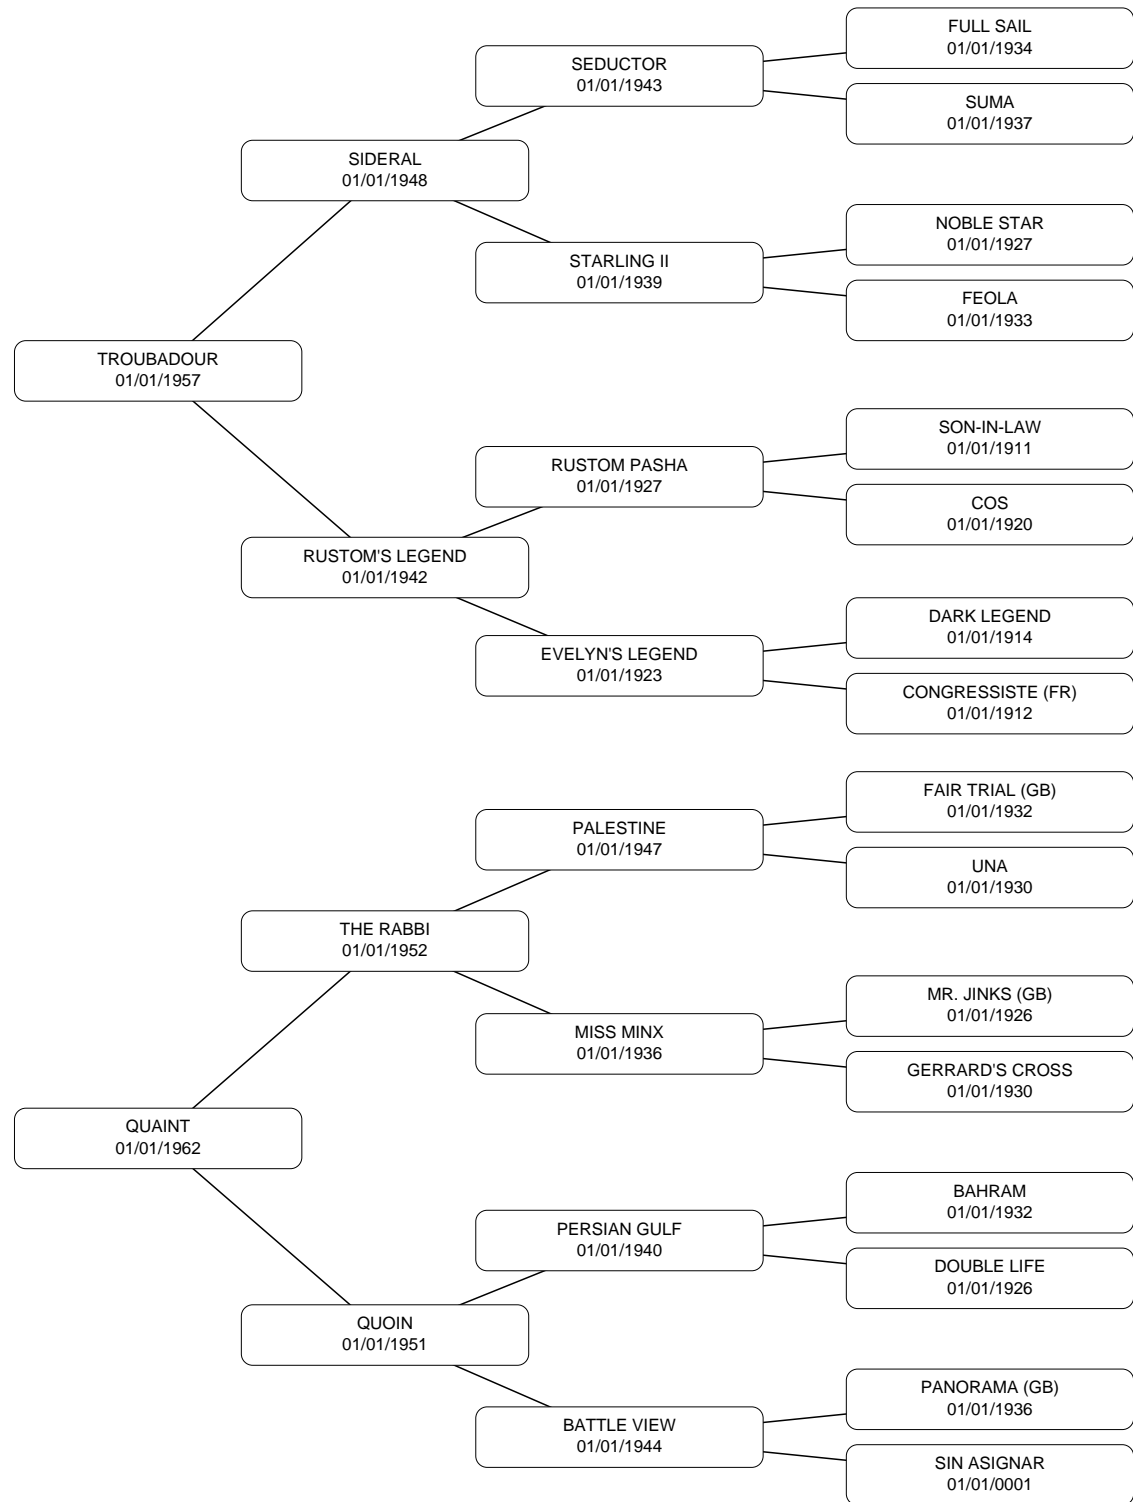 FULL SAIL
01/01/1934
SEDUCTOR
01/01/1943
SUMA
01/01/1937
SIDERAL
01/01/1948
NOBLE STAR
01/01/1927
STARLING II
01/01/1939
FEOLA
01/01/1933
TROUBADOUR
01/01/1957
SON-IN-LAW
01/01/1911
RUSTOM PASHA
01/01/1927
COS
01/01/1920
RUSTOM'S LEGEND
01/01/1942
DARK LEGEND
01/01/1914
EVELYN'S LEGEND
01/01/1923
CONGRESSISTE (FR)
01/01/1912
FAIR TRIAL (GB)
01/01/1932
PALESTINE
01/01/1947
UNA
01/01/1930
THE RABBI
01/01/1952
MR. JINKS (GB)
01/01/1926
MISS MINX
01/01/1936
GERRARD'S CROSS
01/01/1930
QUAINT
01/01/1962
BAHRAM
01/01/1932
PERSIAN GULF
01/01/1940
DOUBLE LIFE
01/01/1926
QUOIN
01/01/1951
PANORAMA (GB)
01/01/1936
BATTLE VIEW
01/01/1944
SIN ASIGNAR
01/01/0001